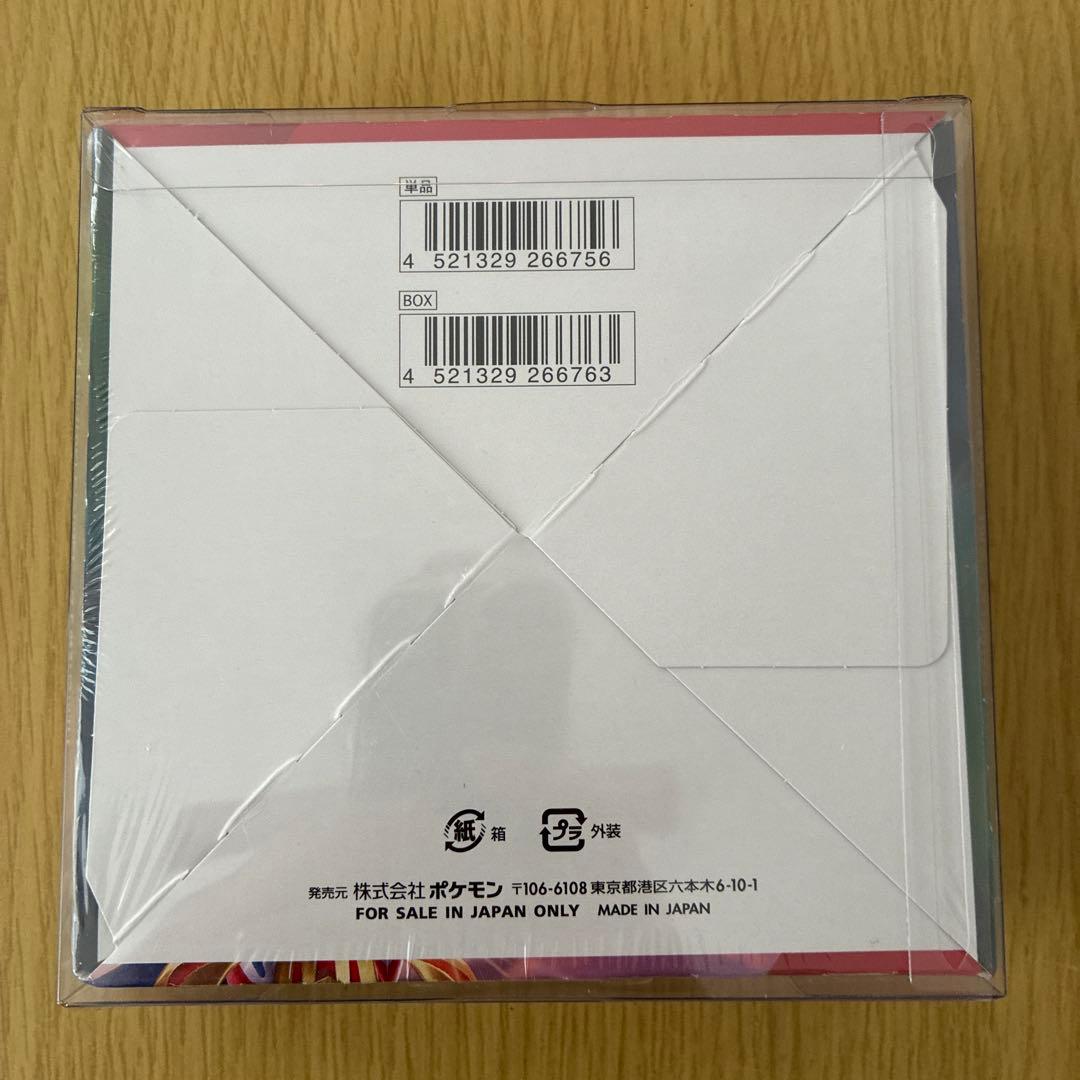 単品
4 521329 266756
BOX
4 521329 266763
紙 箱 プラ 外装
発売元 株式会社 ポケモン 〒106-6108 東京都港区六本木6-10-1
FOR SALE IN JAPAN ONLY MADE IN JAPAN